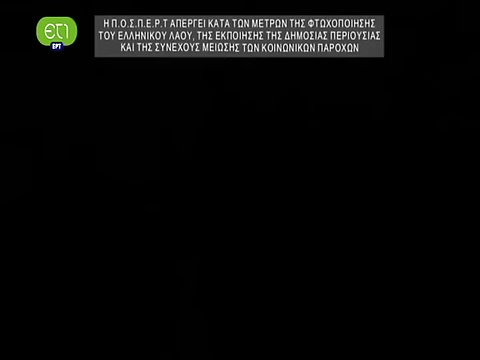 ετ1
ΕΡΤ
Η Π.Ο.Σ.Π.Ε.Ρ.Τ ΑΠΕΡΓΕΙ ΚΑΤΑ ΤΩΝ ΜΕΤΡΩΝ ΤΗΣ ΦΤΩΧΟΠΟΙΗΣΗΣ
ΤΟΥ ΕΛΛΗΝΙΚΟΥ ΛΑΟΥ, ΤΗΣ ΕΚΠΟΙΗΣΗΣ ΤΗΣ ΔΗΜΟΣΙΑΣ ΠΕΡΙΟΥΣΙΑΣ
ΚΑΙ ΤΗΣ ΣΥΝΕΧΟΥΣ ΜΕΙΩΣΗΣ ΤΩΝ ΚΟΙΝΩΝΙΚΩΝ ΠΑΡΟΧΩΝ